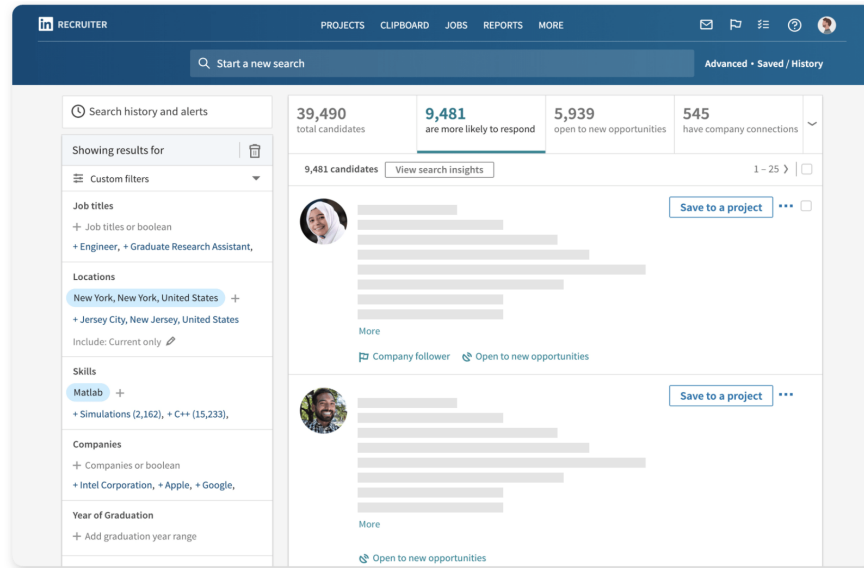 in RECRUITER
PROJECTS CLIPBOARD JOBS REPORTS MORE
Start a new search
Advanced • Saved / History
Search history and alerts
Showing results for
Custom filters
Job titles
+ Job titles or boolean
+ Engineer, + Graduate Research Assistant,
Locations
New York, New York, United States +
+ Jersey City, New Jersey, United States
Include: Current only
Skills
Matlab +
+ Simulations (2,162), + C++ (15,233),
Companies
+ Companies or boolean
+ Intel Corporation, + Apple, + Google,
Year of Graduation
+ Add graduation year range
39,490
total candidates
9,481
are more likely to respond
5,939
open to new opportunities
545
have company connections
9,481 candidates View search insights
1 – 25
Save to a project
More
Company follower Open to new opportunities
Save to a project
More
Open to new opportunities